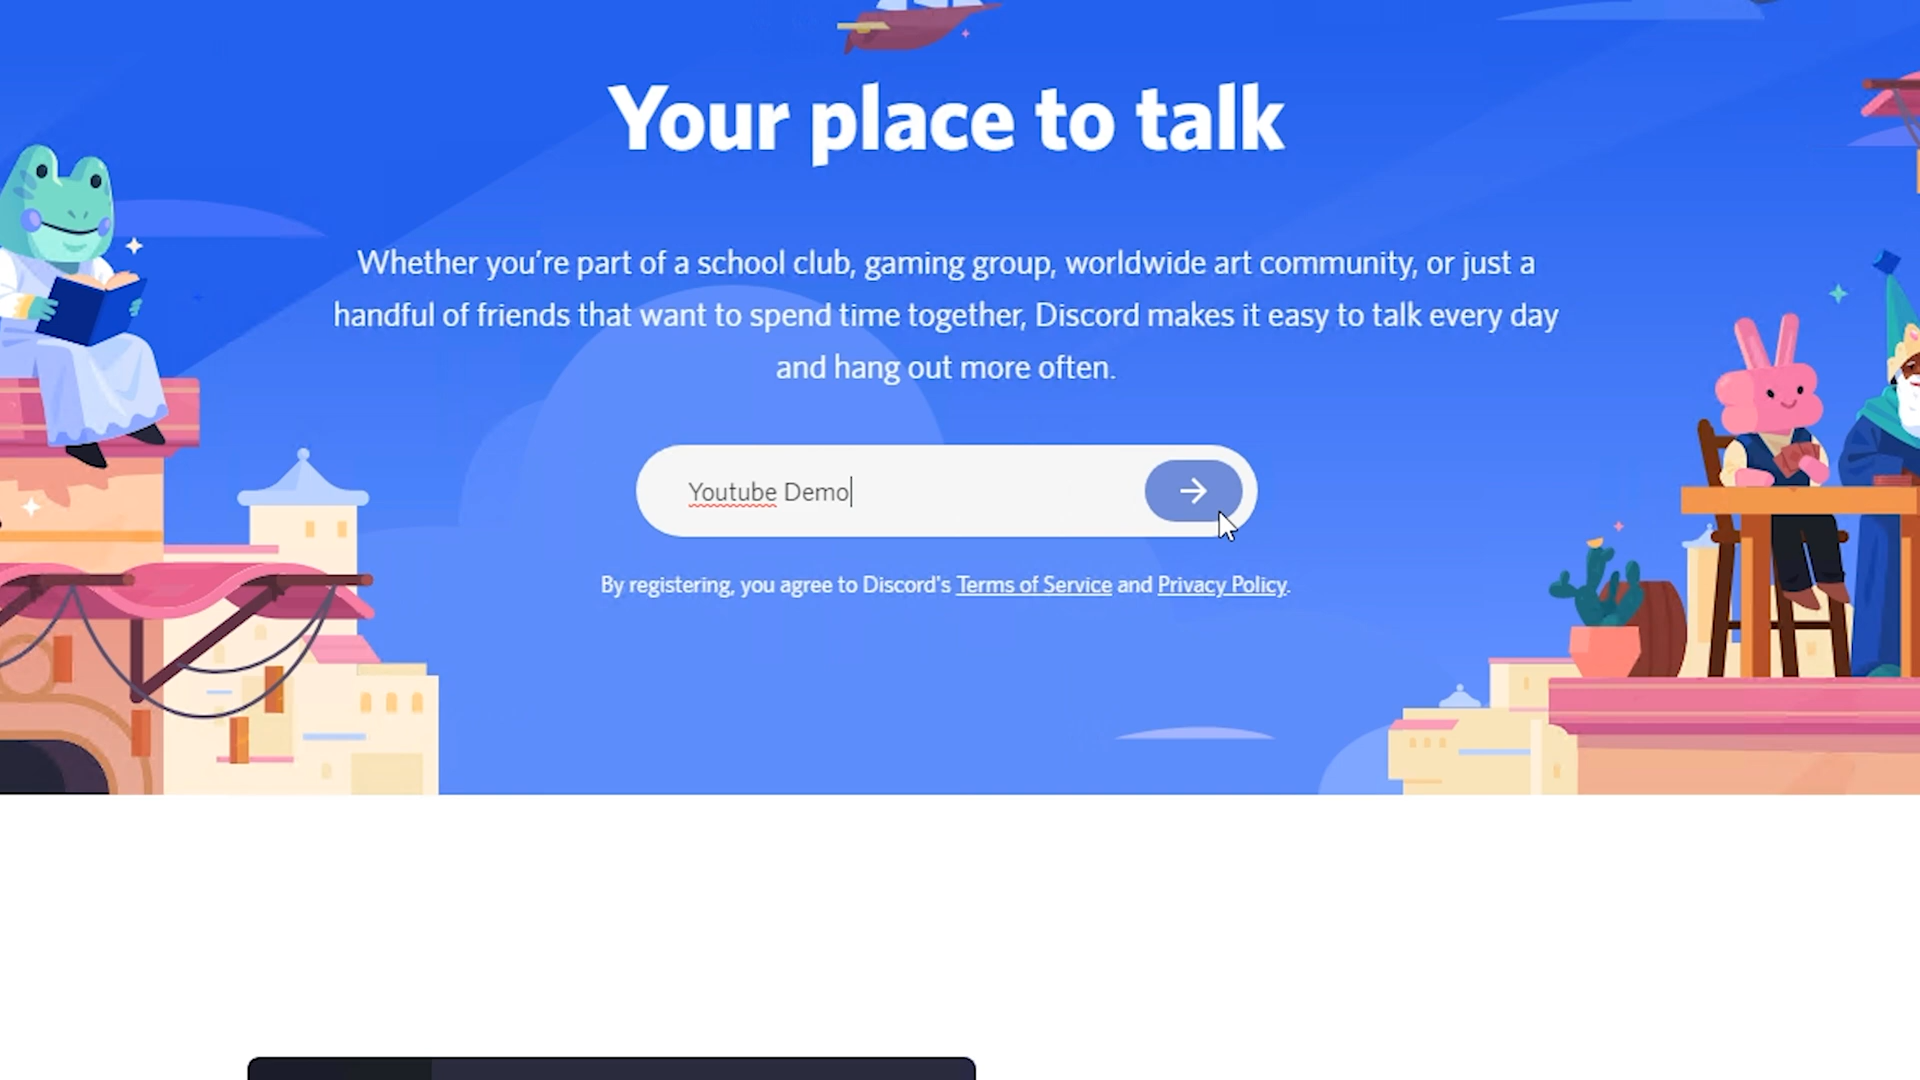 Your place to talk
Whether you’re part of a school club, gaming group, worldwide art community, or just a
handful of friends that want to spend time together, Discord makes it easy to talk every day
and hang out more often.
Youtube Demo
By registering, you agree to Discord's Terms of Service and Privacy Policy.